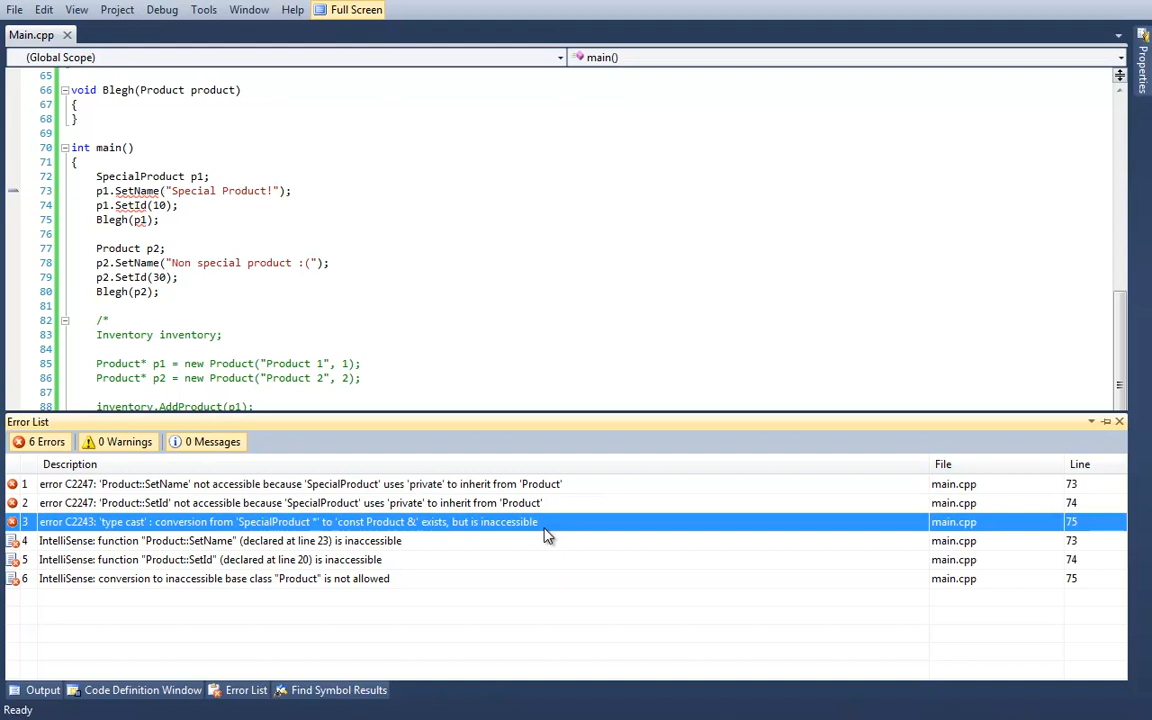 File Edit View Project Debug Tools Window Help Full Screen
Main.cpp
(Global Scope) main()
Properties
65
66 void Blegh(Product product)
67 {
68 }
69
70 int main()
71 {
72 SpecialProduct p1;
73 p1.SetName("Special Product!");
74 p1.SetId(10);
75 Blegh(p1);
76
77 Product p2;
78 p2.SetName("Non special product :(");
79 p2.SetId(30);
80 Blegh(p2);
81
82 /*
83 Inventory inventory;
84
85 Product* p1 = new Product("Product 1", 1);
86 Product* p2 = new Product("Product 2", 2);
87
88 inventory.AddProduct(p1);
Error List
6 Errors 0 Warnings 0 Messages
Description File Line
1 error C2247: 'Product::SetName' not accessible because 'SpecialProduct' uses 'private' to inherit from 'Product' main.cpp 73
2 error C2247: 'Product::SetId' not accessible because 'SpecialProduct' uses 'private' to inherit from 'Product' main.cpp 74
3 error C2243: 'type cast' : conversion from 'SpecialProduct *' to 'const Product &' exists, but is inaccessible main.cpp 75
4 IntelliSense: function "Product::SetName" (declared at line 23) is inaccessible main.cpp 73
5 IntelliSense: function "Product::SetId" (declared at line 20) is inaccessible main.cpp 74
6 IntelliSense: conversion to inaccessible base class "Product" is not allowed main.cpp 75
Output Code Definition Window Error List Find Symbol Results
Ready